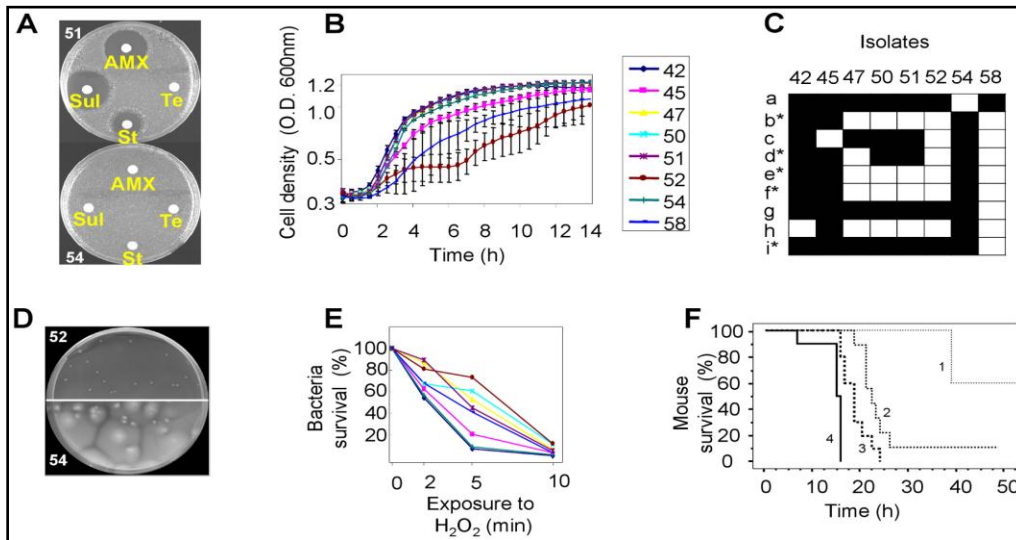 A
51
AMX
Sul
Te
St
AMX
Sul
Te
St
54
B
Cell density (O.D. 600nm)
1.2
1.0
0.5
0.3
0 2 4 6 8 10 12 14
Time (h)
42
45
47
50
51
52
54
58
C
Isolates
42 45 47 50 51 52 54 58
a
b*
c
d*
e*
f*
g
h
i*
D
52
54
E
Bacteria survival (%)
100
80
60
40
20
0 2 5 10
Exposure to
H₂O₂ (min)
F
Mouse survival (%)
100
80
60
40
20
0
1
2
3
4
0 10 20 30 40 50
Time (h)